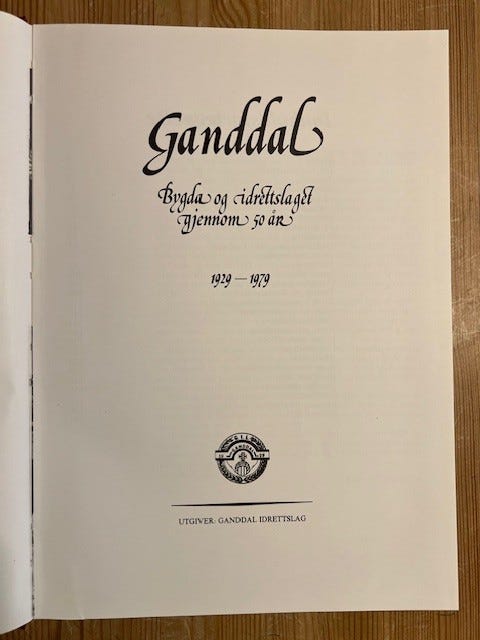 Ganddal
Bygda og idrettslaget
gjennom 50 år
1929 — 1979
G I L
UTGIVER: GANDDAL IDRETTSLAG